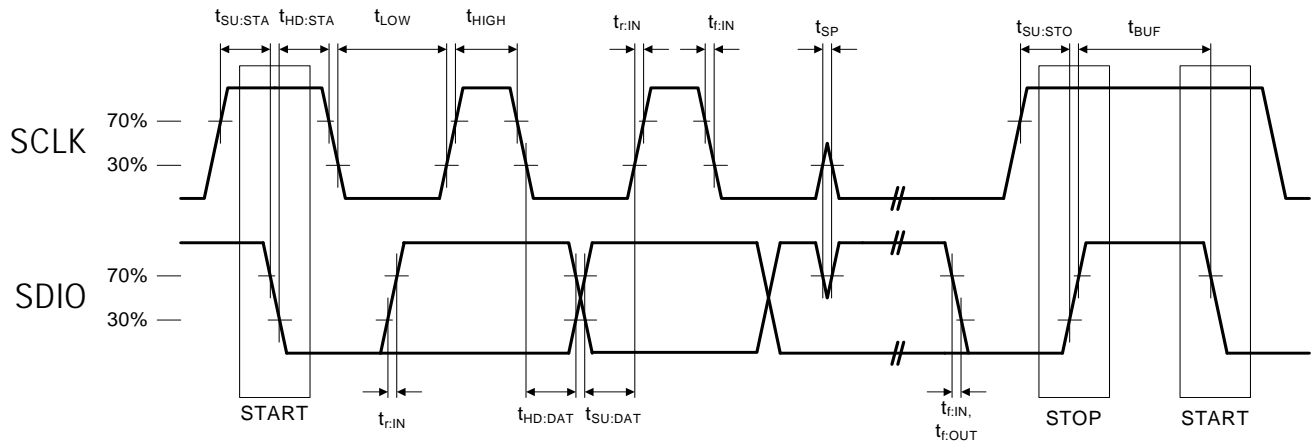 tSU:STA tHD:STA tLOW tHIGH tr:IN tf:IN tSP tSU:STO tBUF
SCLK
70%
30%
SDIO
70%
30%
START
tr:IN
tHD:DAT tSU:DAT
tf:IN,
tf:OUT
STOP
START